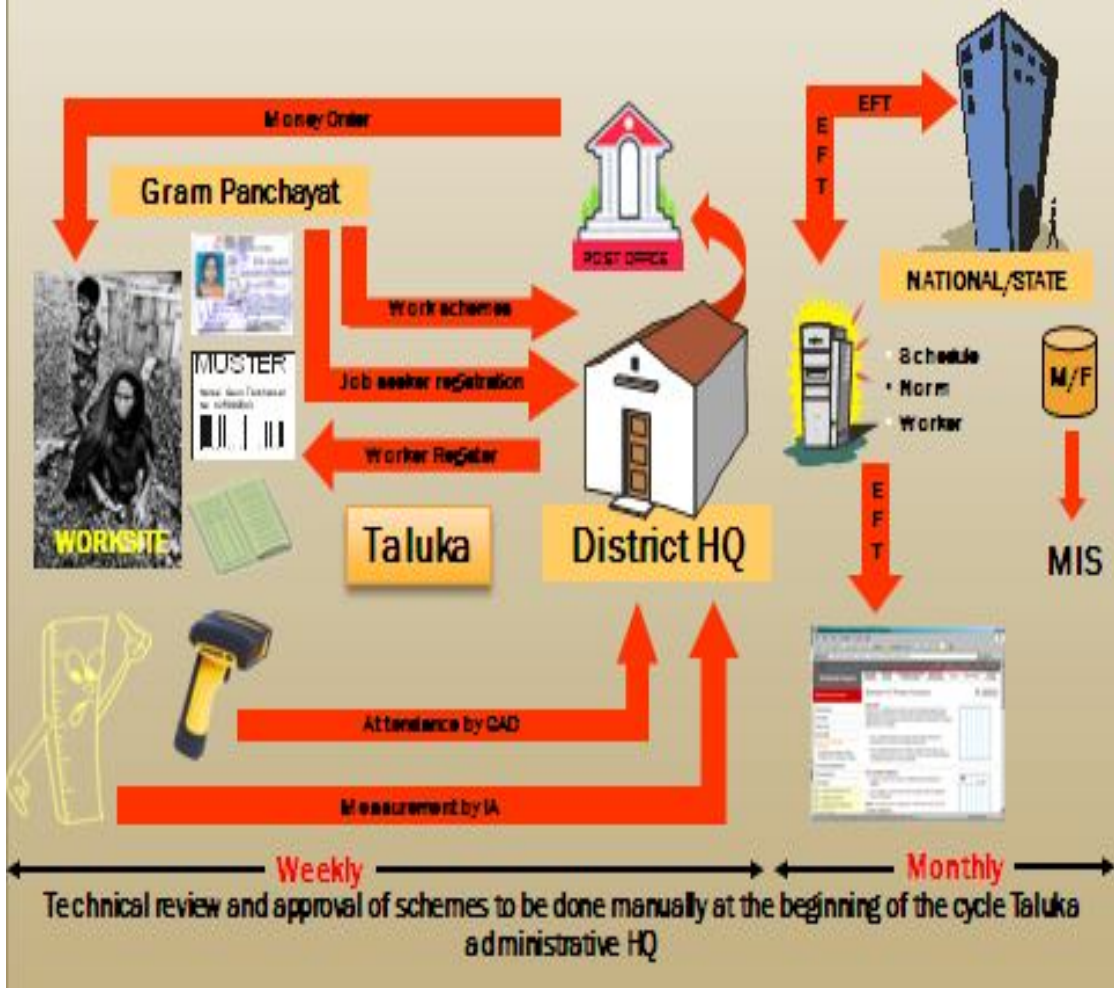 Money Order
EFT
EFT
Gram Panchayat
POST OFFICE
NATIONAL/STATE
Work schemes
MUSTER
Job seeker registration
• Schedule
• Norm
• Worker
M/F
Worker Register
WORKSITE
Taluka
District HQ
EFT
MIS
Attendance by GAD
Measurement by IA
Weekly
Monthly
Technical review and approval of schemes to be done manually at the beginning of the cycle Taluka
administrative HQ